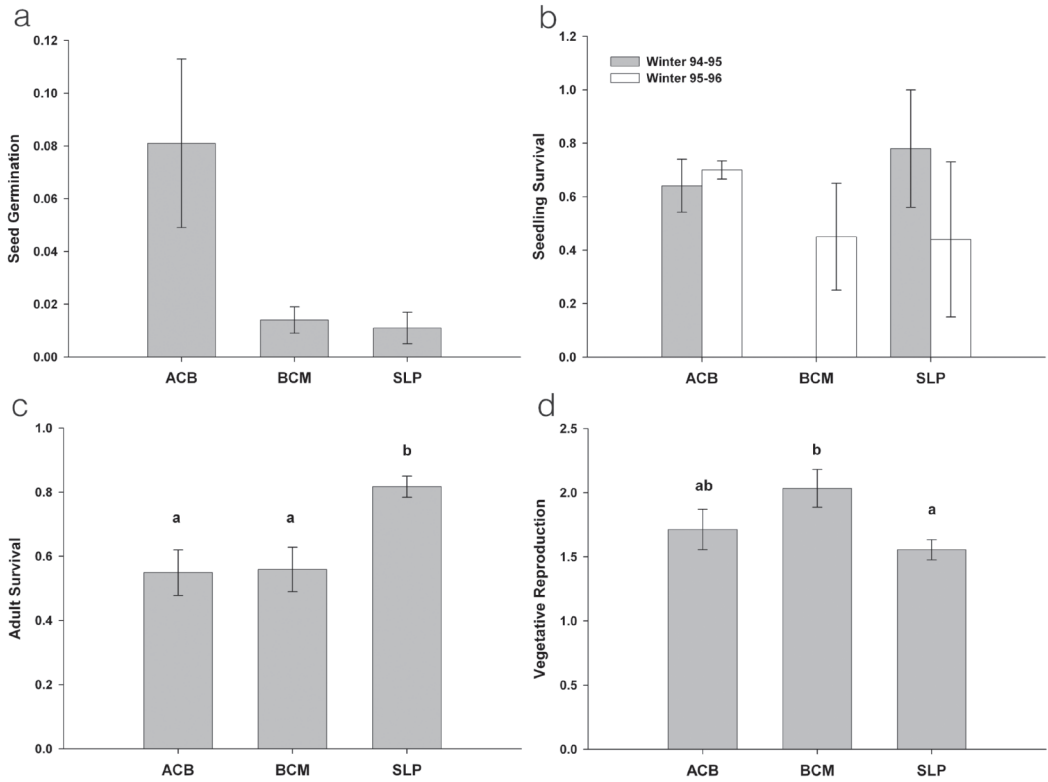 a
0.12
0.10
0.08
0.06
0.04
0.02
0.00
Seed Germination
ACB BCM SLP
b
1.2
1.0
0.8
0.6
0.4
0.2
0.0
Seedling Survival
Winter 94-95
Winter 95-96
ACB BCM SLP
c
1.0
0.8
0.6
0.4
0.2
0.0
Adult Survival
a a b
ACB BCM SLP
d
2.5
2.0
1.5
1.0
0.5
0.0
Vegetative Reproduction
ab b a
ACB BCM SLP